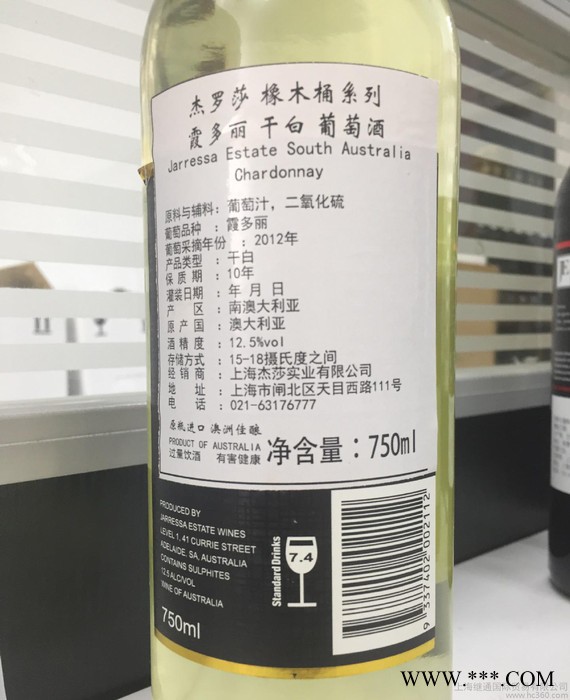 杰罗莎 橡木桶系列
霞多丽干白葡萄酒
Jarressa Estate South Australia
Chardonnay
原料与辅料：葡萄汁，二氧化硫
葡萄品种 ：霞多丽
葡萄采摘年份 ：2012年
产品类型 ：干白
保质期 ：10年
灌装日期 ：年 月 日
产 区 ：南澳大利亚
原产国 ：澳大利亚
酒精度 ：12.5%vol
存储方式 ：15-18摄氏度之间
经销商 ：上海杰莎实业有限公司
地 址 ：上海市闸北区天目西路111号
电 话 ：021-63176777
原瓶进口 澳洲佳酿
PRODUCT OF AUSTRALIA
过量饮酒 有害健康
净含量：750ml
PRODUCED BY
JARRESSA ESTATE WINES
LEVEL 1, 41 CURRIE STREET
ADELAIDE, SA, AUSTRALIA
CONTAINS SULPHITES
12.5 ALC/VOL
WINE OF AUSTRALIA
750ml
Standard Drinks
7.4
9 337402 002112
www.***.com